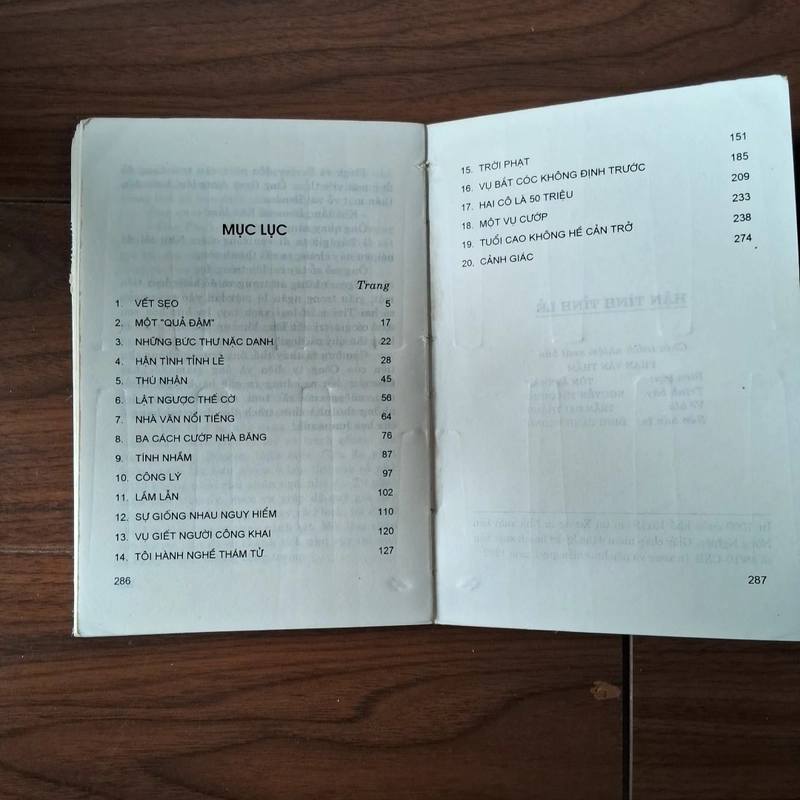 MỤC LỤC
Trang
1. VẾT SẸO 5
2. MỘT "QUẢ ĐẬM" 17
3. NHỮNG BỨC THƯ NẶC DANH 22
4. HẬN TÌNH TỈNH LẺ 28
5. THÚ NHẬN 45
6. LẬT NGƯỢC THẾ CỜ 56
7. NHÀ VĂN NỔI TIẾNG 64
8. BA CÁCH CƯỚP NHÀ BĂNG 76
9. TÍNH NHẦM 87
10. CÔNG LÝ 97
11. LẦM LẪN 102
12. SỰ GIỐNG NHAU NGUY HIỂM 110
13. VỤ GIẾT NGƯỜI CÔNG KHAI 120
14. TÔI HÀNH NGHỀ THÁM TỬ 127
286
151
15. TRỜI PHẠT 185
16. VỤ BẮT CÓC KHÔNG ĐỊNH TRƯỚC 209
17. HAI CÔ LÀ 50 TRIỆU 233
18. MỘT VỤ CƯỚP 238
19. TUỔI CAO KHÔNG HỀ CẢN TRỞ 274
20. CẢNH GIÁC
287